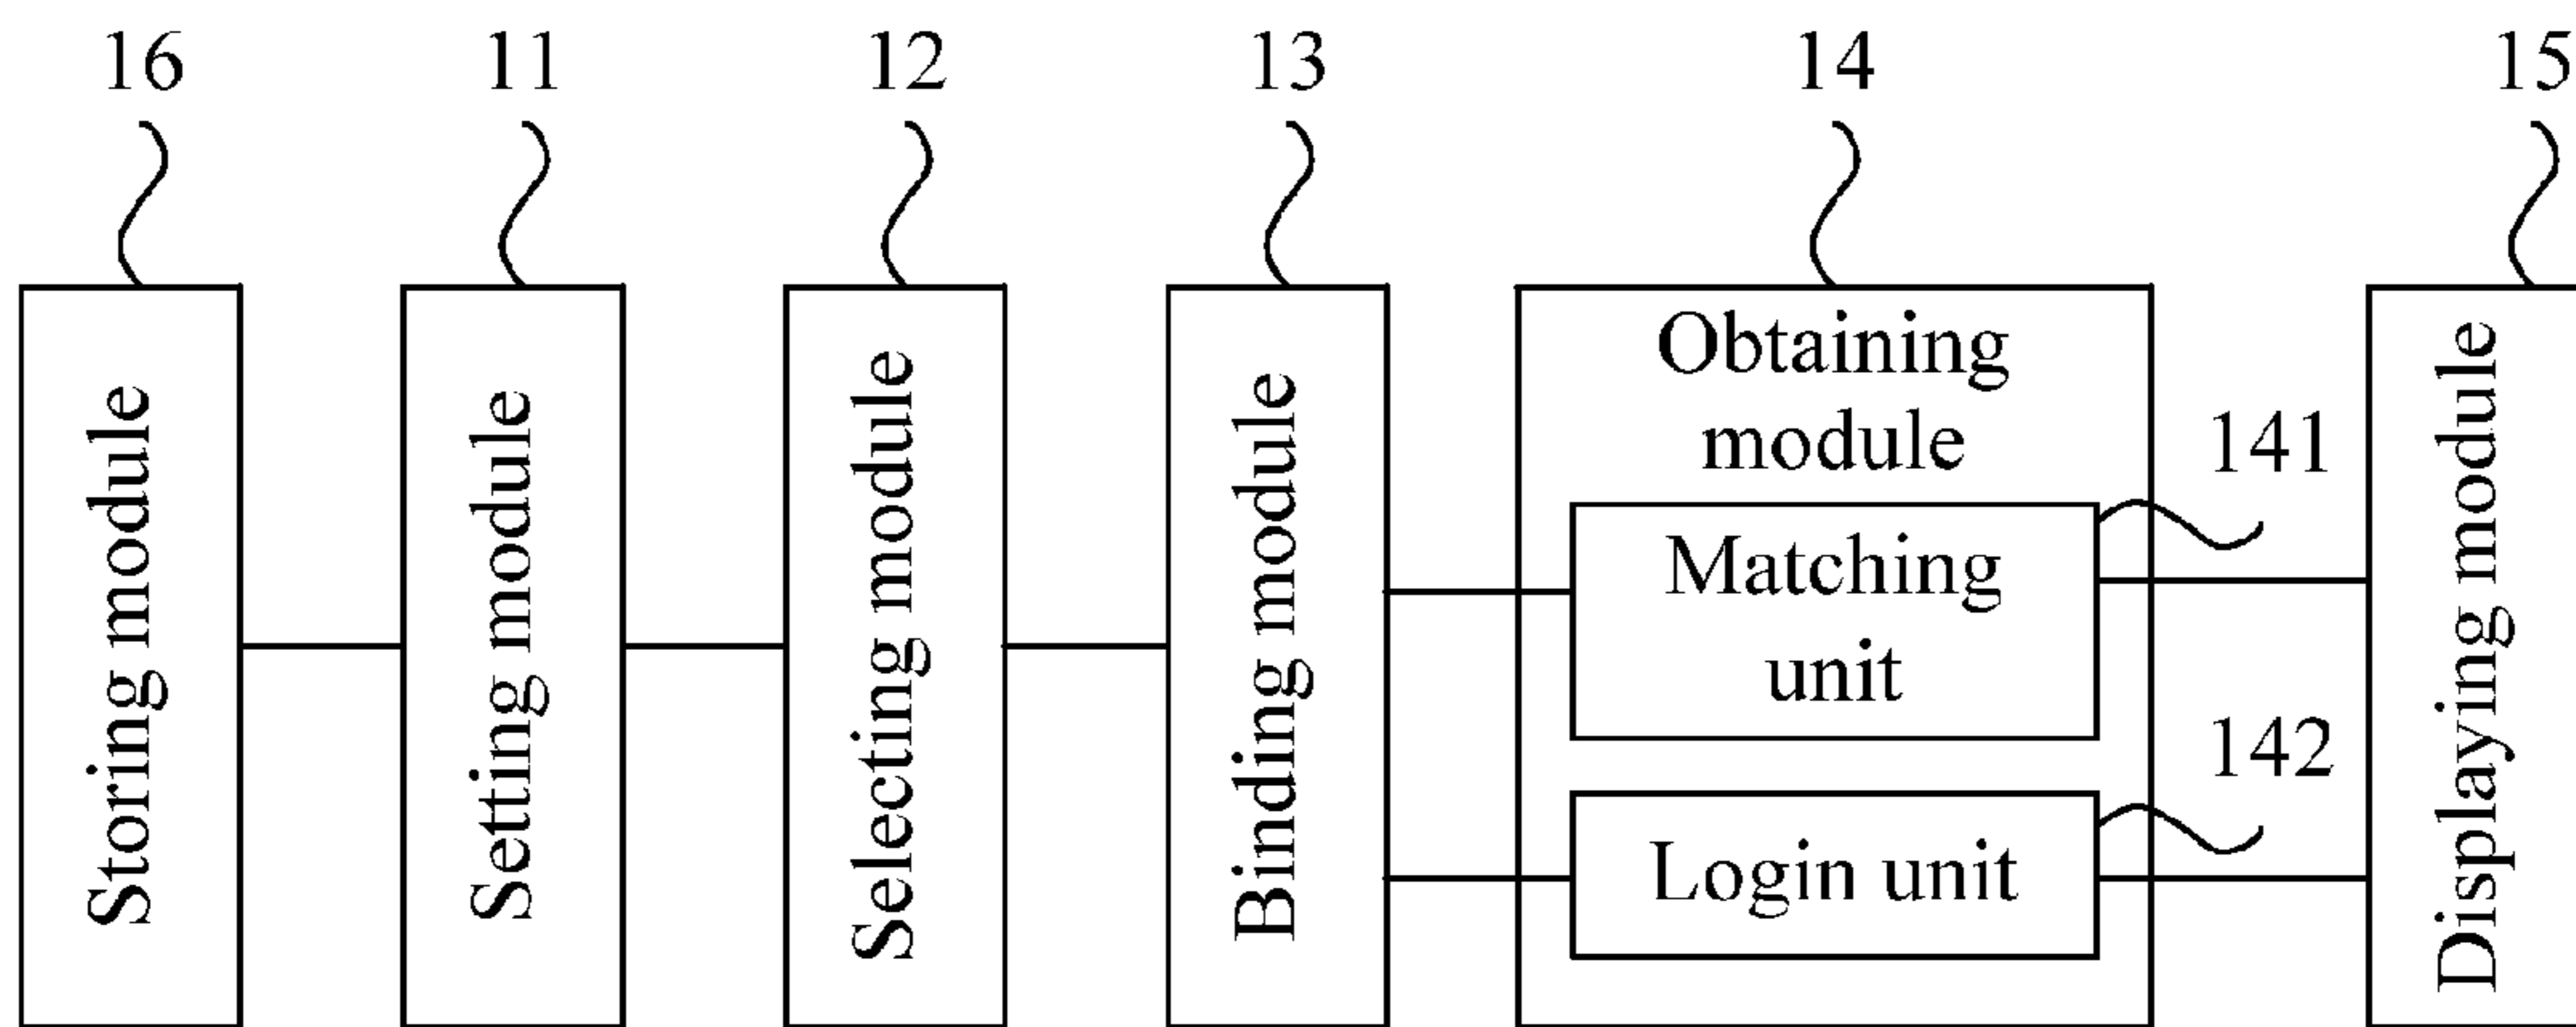 16
11
12
13
14
15
Storing module
Setting module
Selecting module
Binding module
Obtaining
module
141
Matching
unit
142
Login unit
Displaying module